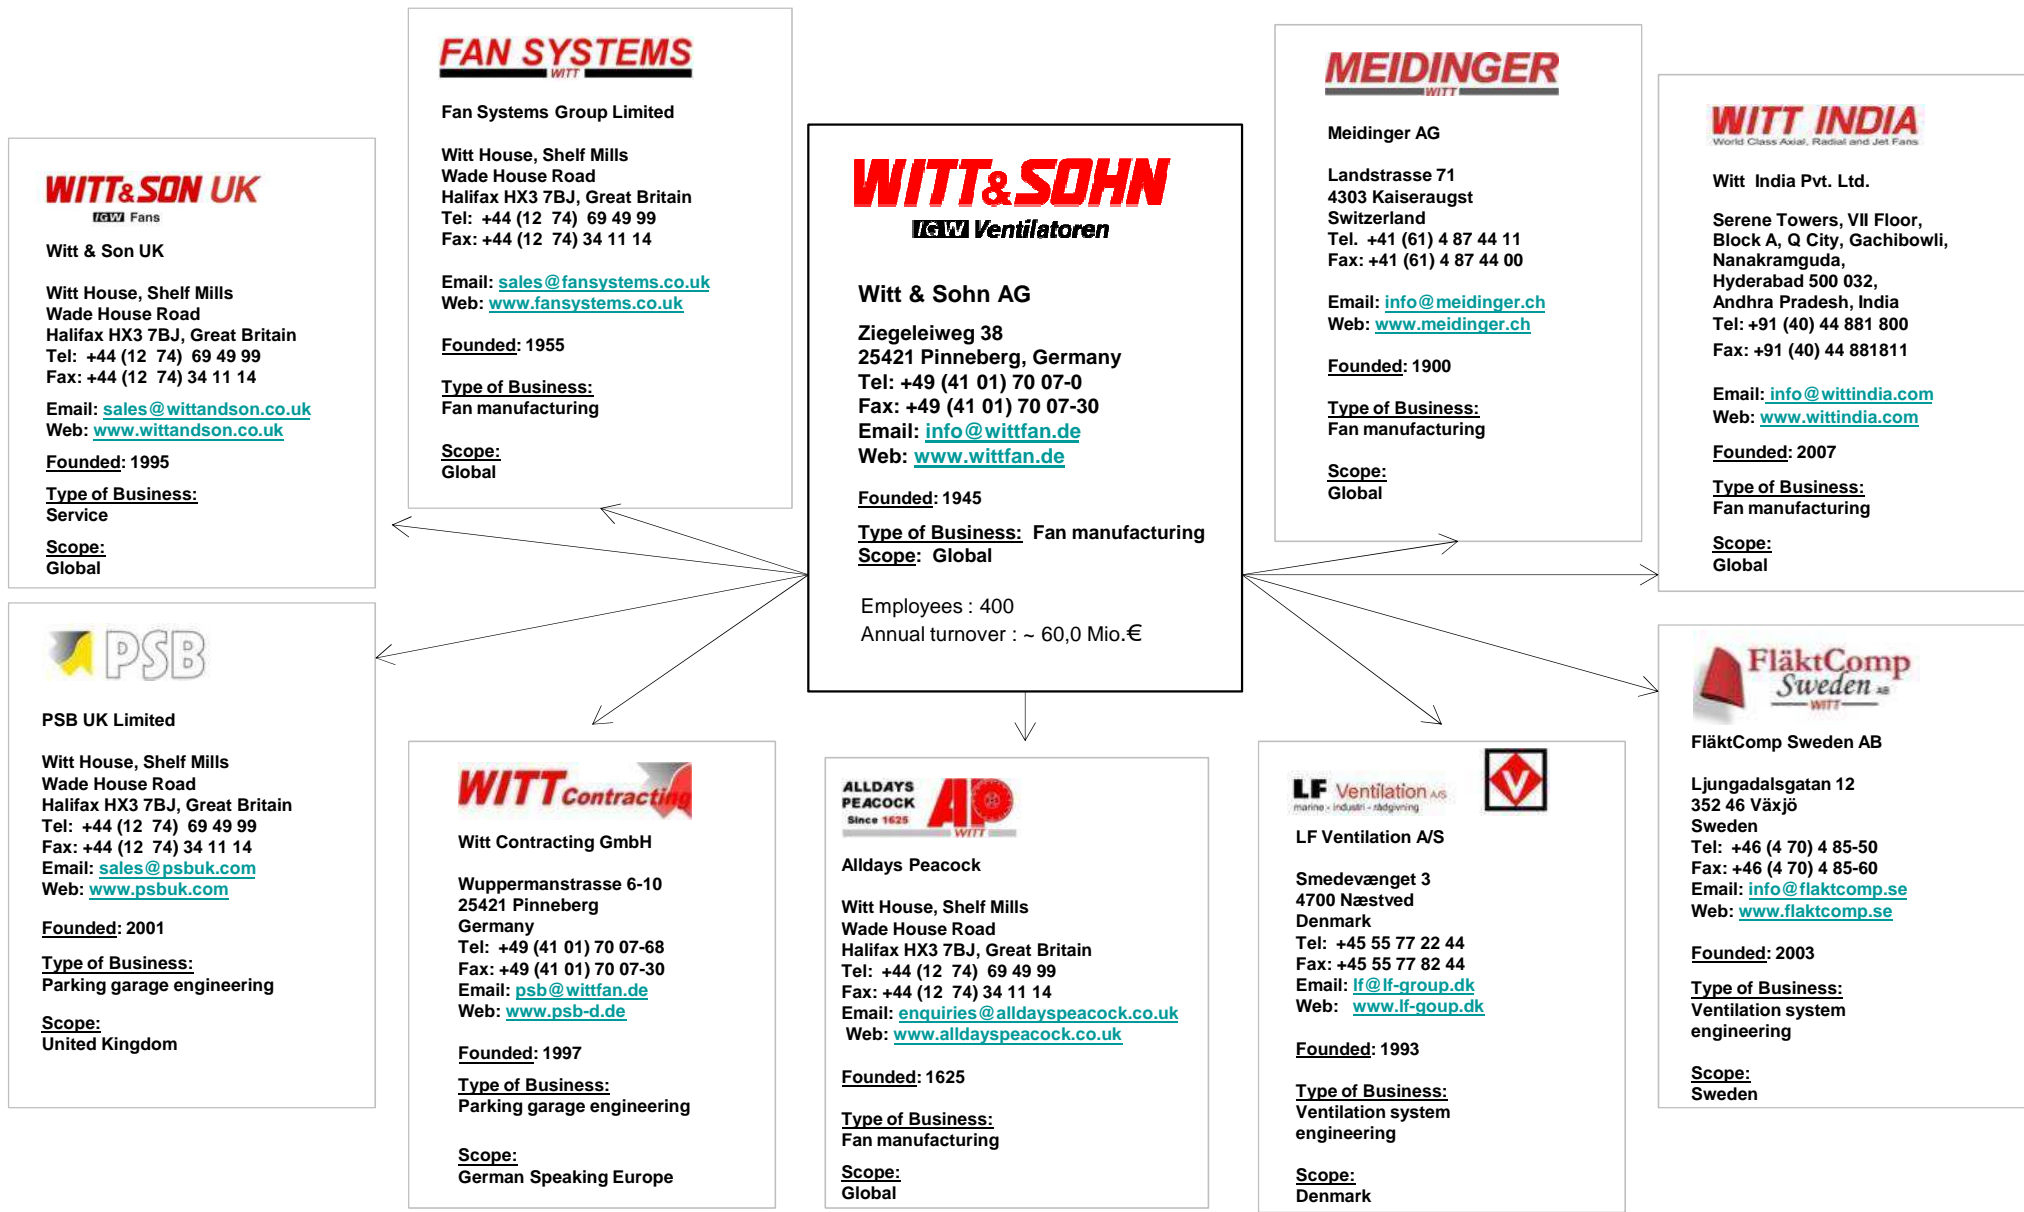 FAN SYSTEMS
WITT
Fan Systems Group Limited
Witt House, Shelf Mills
Wade House Road
Halifax HX3 7BJ, Great Britain
Tel: +44 (12 74) 69 49 99
Fax: +44 (12 74) 34 11 14
Email: sales@fansystems.co.uk
Web: www.fansystems.co.uk
Founded: 1955
Type of Business:
Fan manufacturing
Scope:
Global
MEIDINGER
WITT
Meidinger AG
Landstrasse 71
4303 Kaiseraugst
Switzerland
Tel. +41 (61) 4 87 44 11
Fax: +41 (61) 4 87 44 00
Email: info@meidinger.ch
Web: www.meidinger.ch
Founded: 1900
Type of Business:
Fan manufacturing
Scope:
Global
WITT INDIA
World Class Axial, Radial and Jet Fans
Witt India Pvt. Ltd.
Serene Towers, VII Floor,
Block A, Q City, Gachibowli,
Nanakramguda,
Hyderabad 500 032,
Andhra Pradesh, India
Tel: +91 (40) 44 881 800
Fax: +91 (40) 44 881811
Email: info@wittindia.com
Web: www.wittindia.com
Founded: 2007
Type of Business:
Fan manufacturing
Scope:
Global
WITT&SON UK
IGW Fans
Witt & Son UK
Witt House, Shelf Mills
Wade House Road
Halifax HX3 7BJ, Great Britain
Tel: +44 (12 74) 69 49 99
Fax: +44 (12 74) 34 11 14
Email: sales@wittandson.co.uk
Web: www.wittandson.co.uk
Founded: 1995
Type of Business:
Service
Scope:
Global
WITT&SOHN
IGW Ventilatoren
Witt & Sohn AG
Ziegeleiweg 38
25421 Pinneberg, Germany
Tel: +49 (41 01) 70 07-0
Fax: +49 (41 01) 70 07-30
Email: info@wittfan.de
Web: www.wittfan.de
Founded: 1945
Type of Business: Fan manufacturing
Scope: Global
Employees : 400
Annual turnover : ~ 60,0 Mio.€
PSB
PSB UK Limited
Witt House, Shelf Mills
Wade House Road
Halifax HX3 7BJ, Great Britain
Tel: +44 (12 74) 69 49 99
Fax: +44 (12 74) 34 11 14
Email: sales@psbuk.com
Web: www.psbuk.com
Founded: 2001
Type of Business:
Parking garage engineering
Scope:
United Kingdom
WITT Contracting
Witt Contracting GmbH
Wuppermanstrasse 6-10
25421 Pinneberg
Germany
Tel: +49 (41 01) 70 07-68
Fax: +49 (41 01) 70 07-30
Email: psb@wittfan.de
Web: www.psb-d.de
Founded: 1997
Type of Business:
Parking garage engineering
Scope:
German Speaking Europe
ALLDAYS
PEACOCK
Since 1625
AP
WITT
Alldays Peacock
Witt House, Shelf Mills
Wade House Road
Halifax HX3 7BJ, Great Britain
Tel: +44 (12 74) 69 49 99
Fax: +44 (12 74) 34 11 14
Email: enquiries@alldayspeacock.co.uk
Web: www.alldayspeacock.co.uk
Founded: 1625
Type of Business:
Fan manufacturing
Scope:
Global
LF Ventilation A/S
marine - industri - rådgivning
V
LF Ventilation A/S
Smedevænget 3
4700 Næstved
Denmark
Tel: +45 55 77 22 44
Fax: +45 55 77 82 44
Email: lf@lf-group.dk
Web: www.lf-goup.dk
Founded: 1993
Type of Business:
Ventilation system
engineering
Scope:
Denmark
FläktComp
Sweden AB
WITT
FläktComp Sweden AB
Ljungadalsgatan 12
352 46 Växjö
Sweden
Tel: +46 (4 70) 4 85-50
Fax: +46 (4 70) 4 85-60
Email: info@flaktcomp.se
Web: www.flaktcomp.se
Founded: 2003
Type of Business:
Ventilation system
engineering
Scope:
Sweden